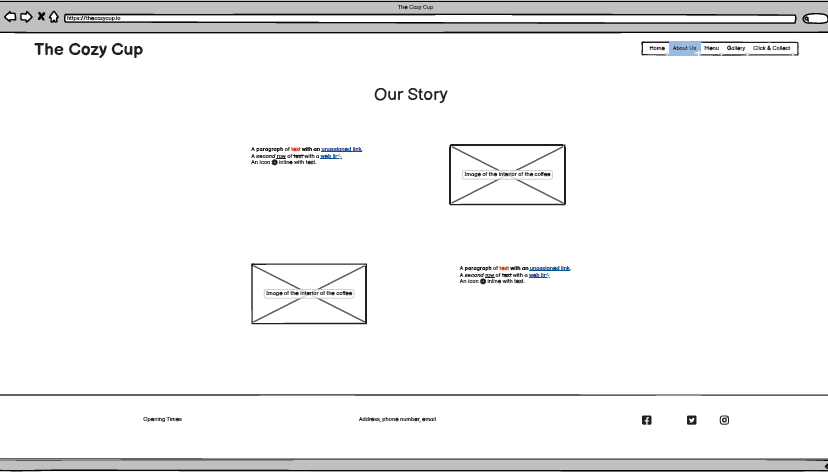 The Cozy Cup
https://thecozycup.io
The Cozy Cup
Home About Us Menu Gallery Click & Collect
Our Story
A paragraph of text with an unassigned link.
A second row of text with a web link.
An icon inline with text.
Image of the interior of the coffee
Image of the interior of the coffee
A paragraph of text with an unassigned link.
A second row of text with a web link.
An icon inline with text.
Opening Times
Address, phone number, email